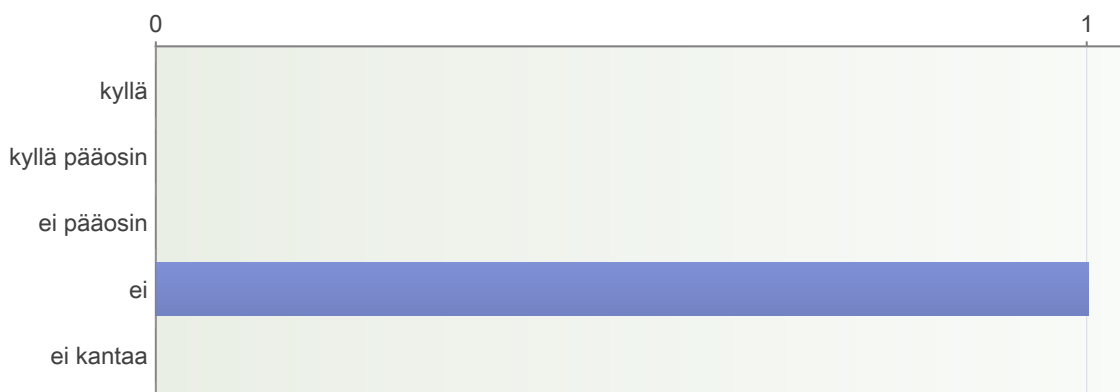 0 1
kyllä
kyllä pääosin
ei pääosin
ei
ei kantaa